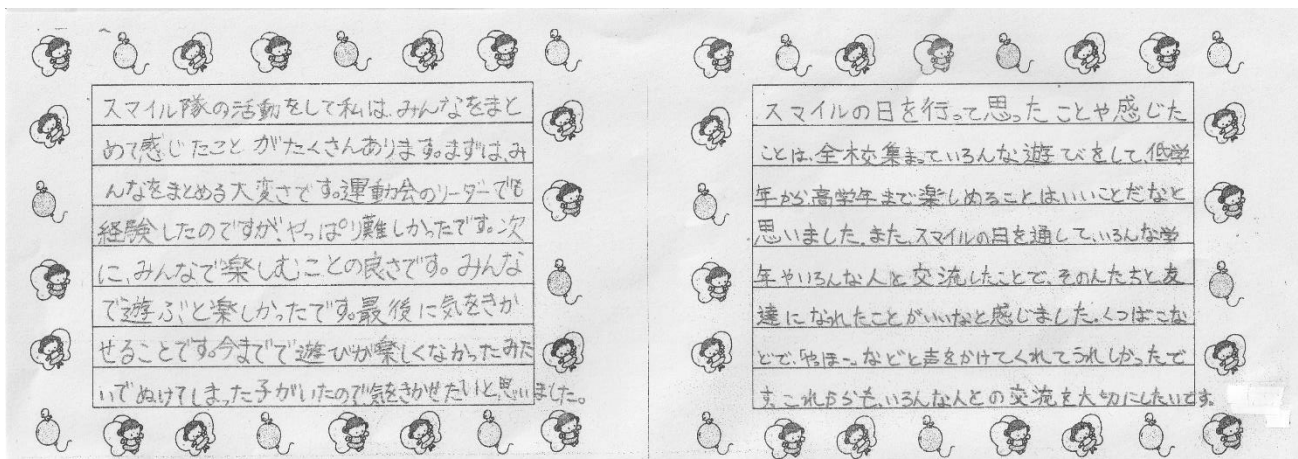 スマイル隊の活動をして私は、みんなをまと
めて感じたことがたくさんあります。まずは、み
んなをまとめる大変さです。運動会のリーダーでも
経験したのですが、やっぱり難しかったです。次
に、みんなで楽しむことの良さです。みんな
で遊ぶと楽しかったです。最後に気をきか
せることです。今までで遊びが楽しくなかったみた
いでぬけてしまった子がいたので気をきかせたいと、思いました。
スマイルの日を行って思ったことや感じた
ことは、全校集まっていろんな遊びをして、低学
年から高学年まで楽しめることはいいことだなと
思いました。また、スマイルの日を通して、いろんな学
年やいろんな人と交流したことで、その人たちと友
達になれたことがいいなと感じました。くつばこな
どで、「やほー」などと声をかけてくれてうれしかったで
す。これからも、いろんな人との交流を大切にしたいです。